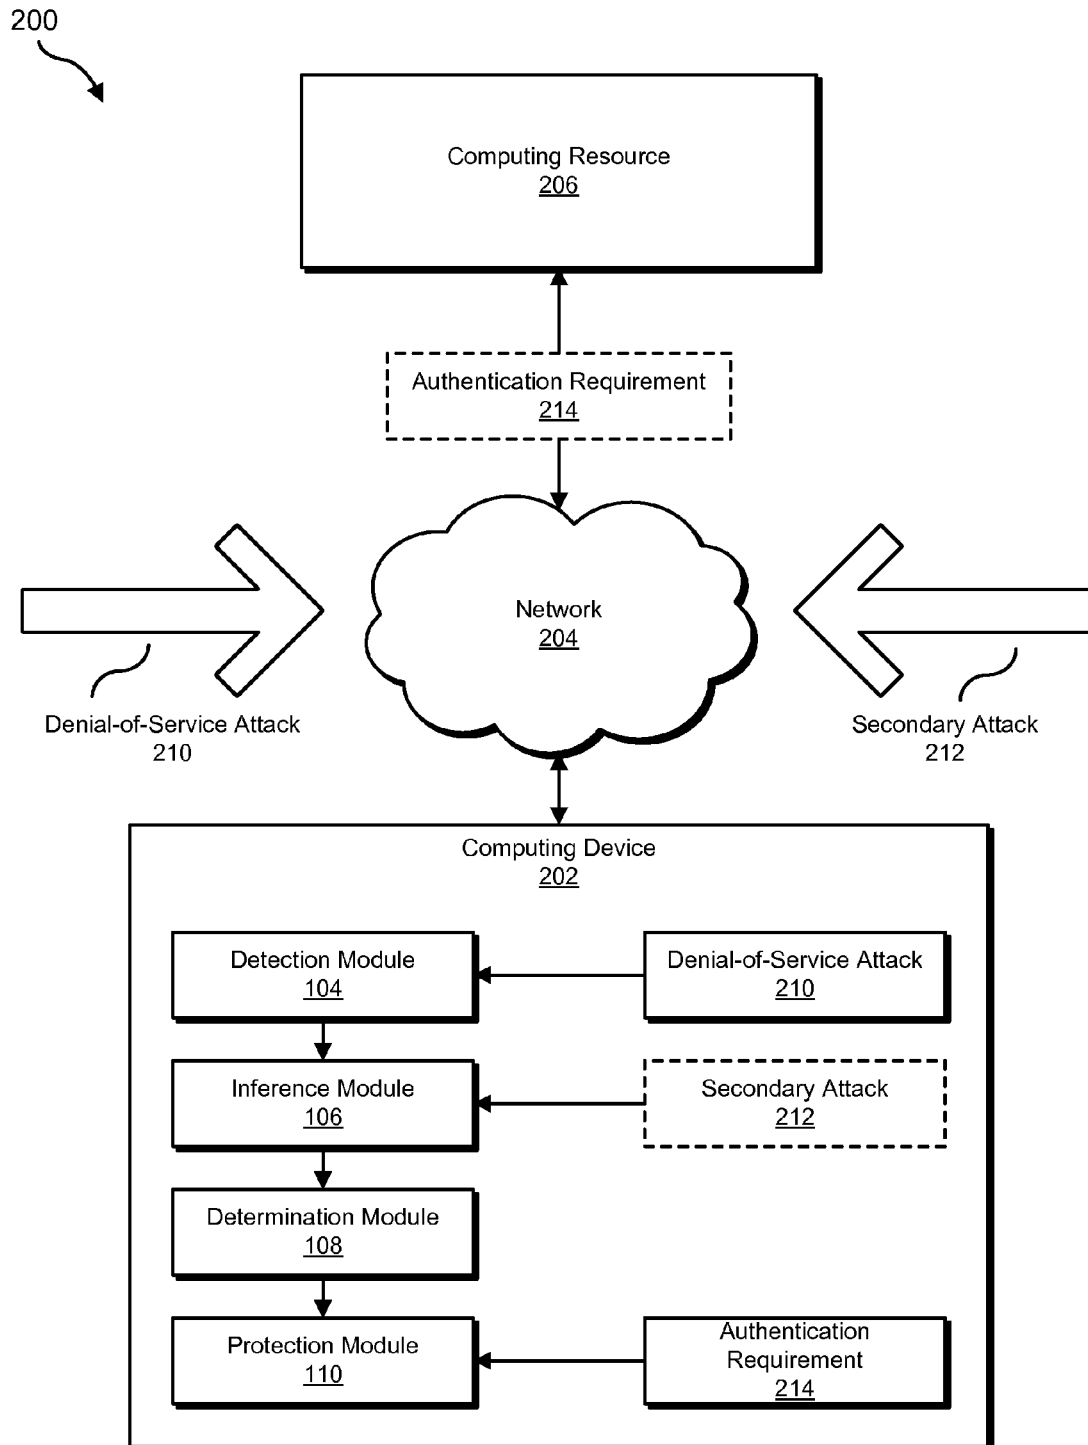 200
Computing Resource
206
Authentication Requirement
214
Network
204
Denial-of-Service Attack
210
Secondary Attack
212
Computing Device
202
Detection Module
104
Denial-of-Service Attack
210
Inference Module
106
Secondary Attack
212
Determination Module
108
Protection Module
110
Authentication
Requirement
214